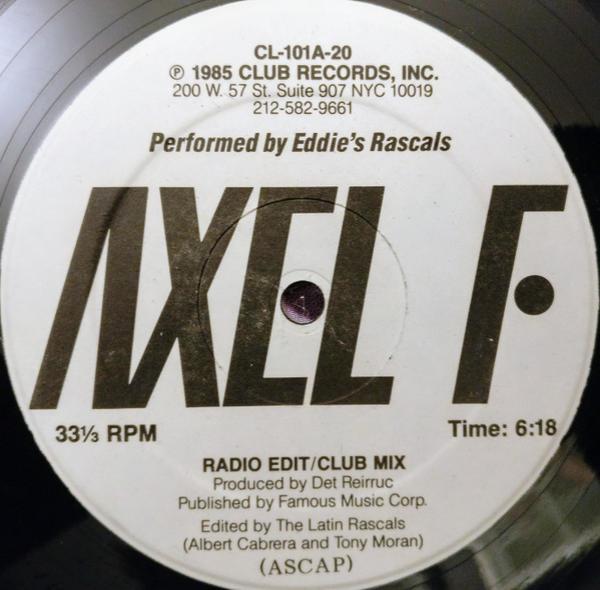 CL-101A-20
℗ 1985 CLUB RECORDS, INC.
200 W. 57 St. Suite 907 NYC 10019
212-582-9661
Performed by Eddie's Rascals
AXEL F
33⅓ RPM
Time: 6:18
RADIO EDIT/CLUB MIX
Produced by Det Reirruc
Published by Famous Music Corp.
Edited by The Latin Rascals
(Albert Cabrera and Tony Moran)
(ASCAP)